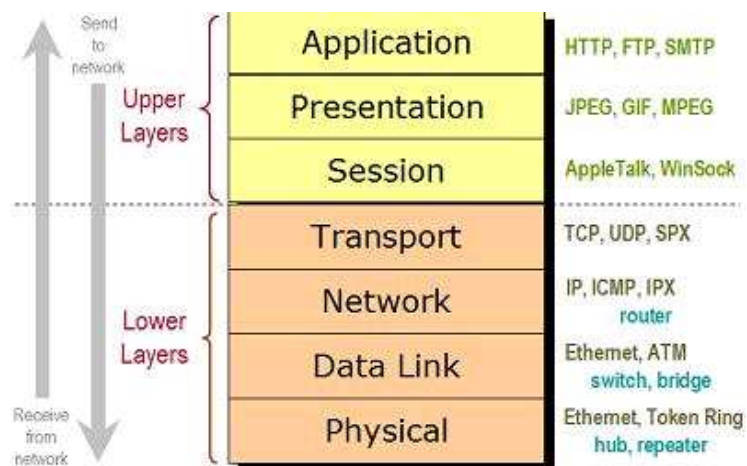 Send
to
network
Upper
Layers
Application
HTTP, FTP, SMTP
Presentation
JPEG, GIF, MPEG
Session
AppleTalk, WinSock
Lower
Layers
Transport
TCP, UDP, SPX
Network
IP, ICMP, IPX
router
Data Link
Ethernet, ATM
switch, bridge
Physical
Ethernet, Token Ring
hub, repeater
Receive
from
network